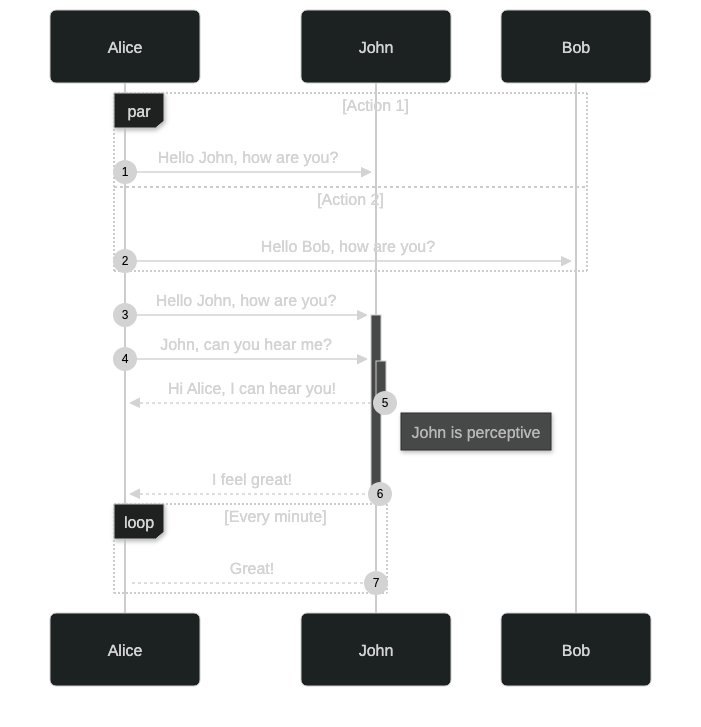 Alice
John
Bob
par
[Action 1]
Hello John, how are you?
1
[Action 2]
Hello Bob, how are you?
2
Hello John, how are you?
3
John, can you hear me?
4
Hi Alice, I can hear you!
5
John is perceptive
I feel great!
6
loop
[Every minute]
Great!
7
Alice
John
Bob